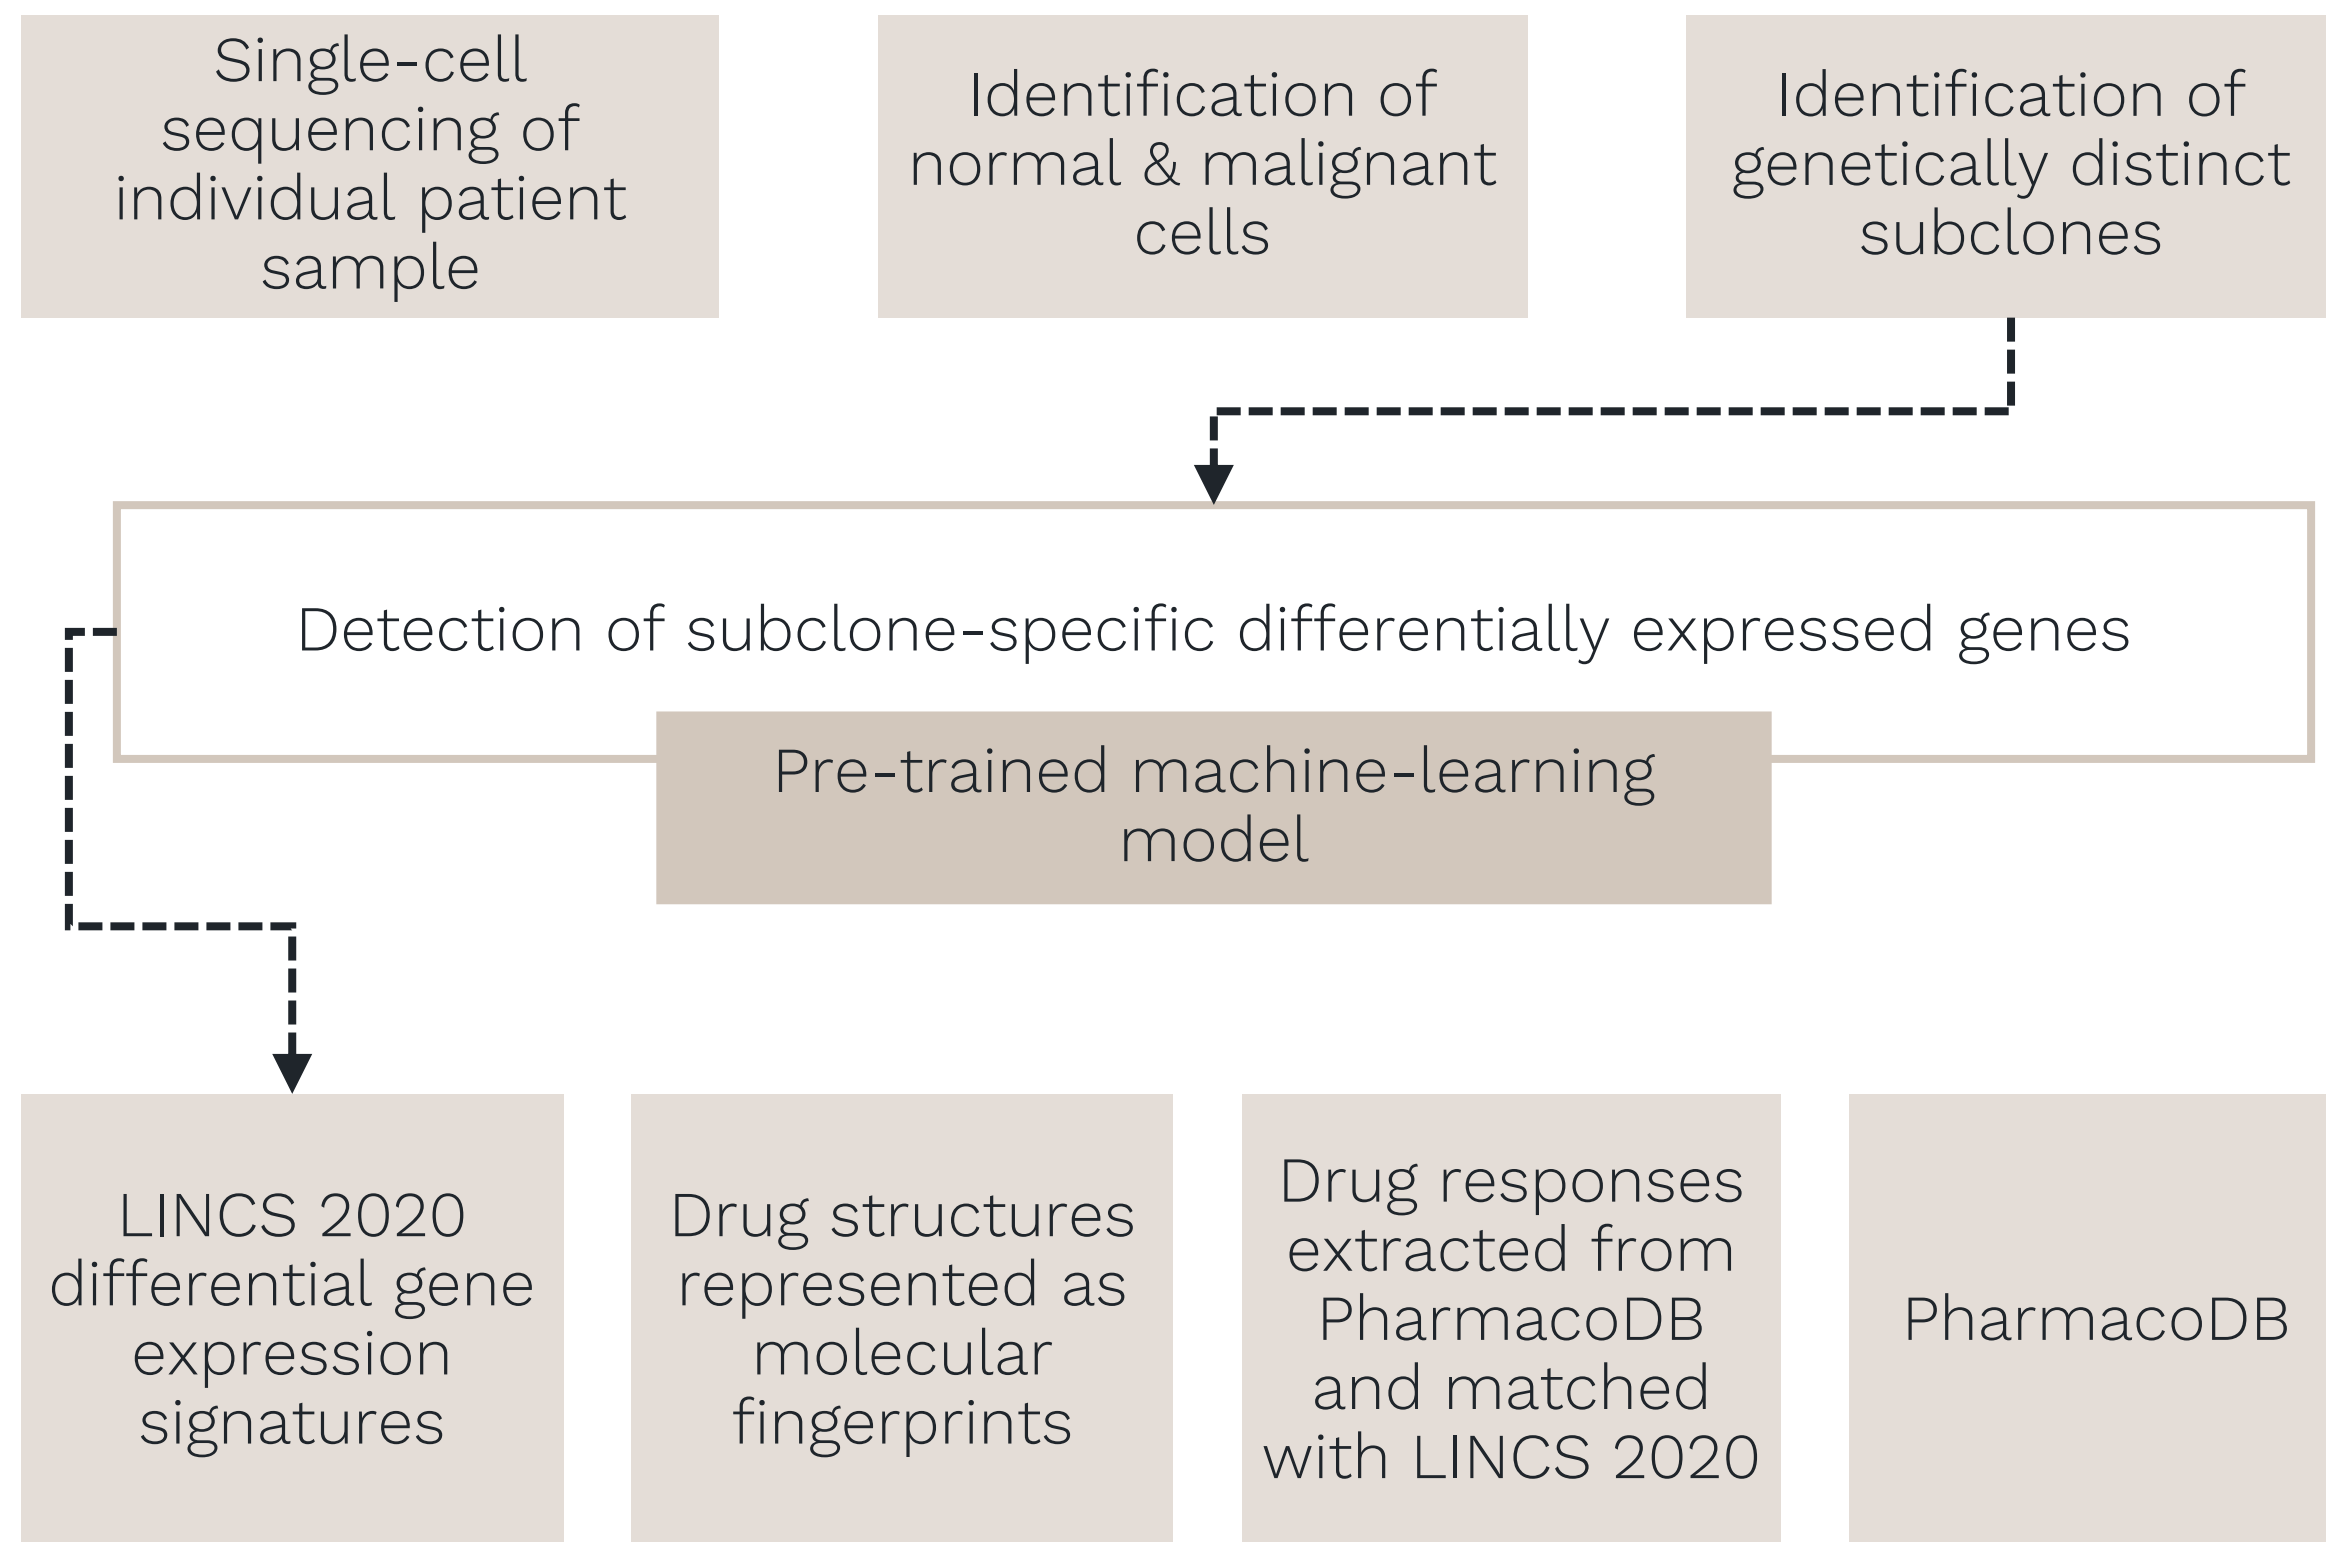 Single-cell
sequencing of
individual patient
sample
Identification of
normal & malignant
cells
Identification of
genetically distinct
subclones
Detection of subclone-specific differentially expressed genes
Pre-trained machine-learning
model
LINCS 2020
differential gene
expression
signatures
Drug structures
represented as
molecular
fingerprints
Drug responses
extracted from
PharmacoDB
and matched
with LINCS 2020
PharmacoDB